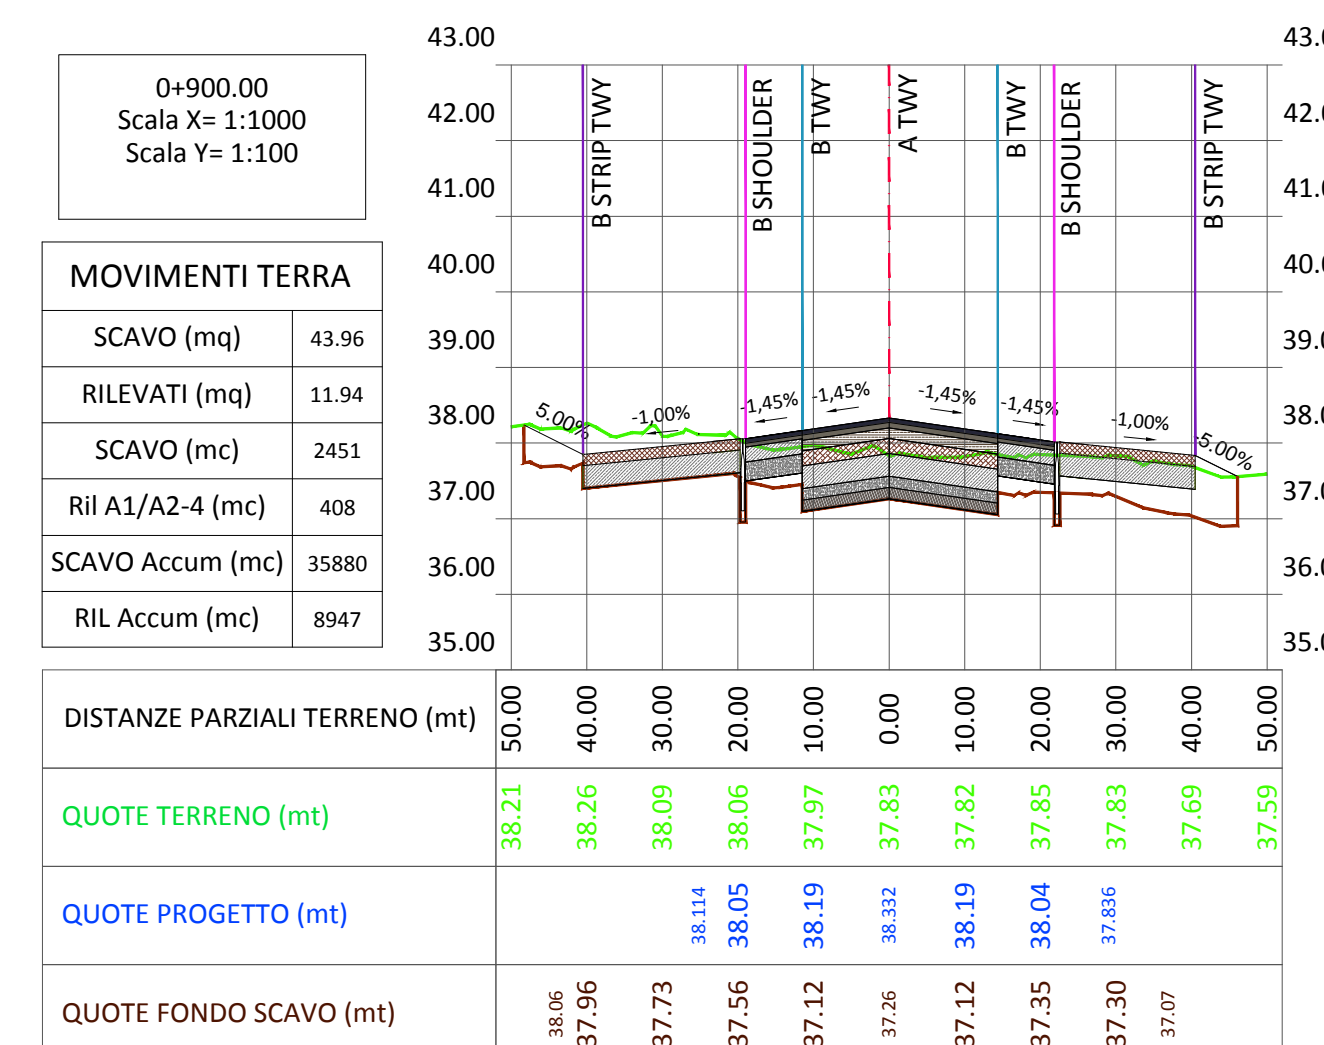 0+900.00
Scala X= 1:1000
Scala Y= 1:100
MOVIMENTI TERRA
SCAVO (mq) 43.96
RILEVATI (mq) 11.94
SCAVO (mc) 2451
Ril A1/A2-4 (mc) 408
SCAVO Accum (mc) 35880
RIL Accum (mc) 8947
43.00
42.00
41.00
40.00
39.00
38.00
37.00
36.00
35.00
B STRIP TWY
B SHOULDER
B TWY
A TWY
B TWY
B SHOULDER
B STRIP TWY
5.00% -1,00% -1,45% -1,45% -1,45% -1,45% -1,00% -5.00%
DISTANZE PARZIALI TERRENO (mt) 50.00 40.00 30.00 20.00 10.00 0.00 10.00 20.00 30.00 40.00 50.00
QUOTE TERRENO (mt) 38.21 38.26 38.09 38.06 37.97 37.83 37.82 37.85 37.83 37.69 37.59
QUOTE PROGETTO (mt) 38.114 38.05 38.19 38.332 38.19 38.04 37.836
QUOTE FONDO SCAVO (mt) 38.06 37.96 37.73 37.56 37.12 37.26 37.12 37.35 37.30 37.07